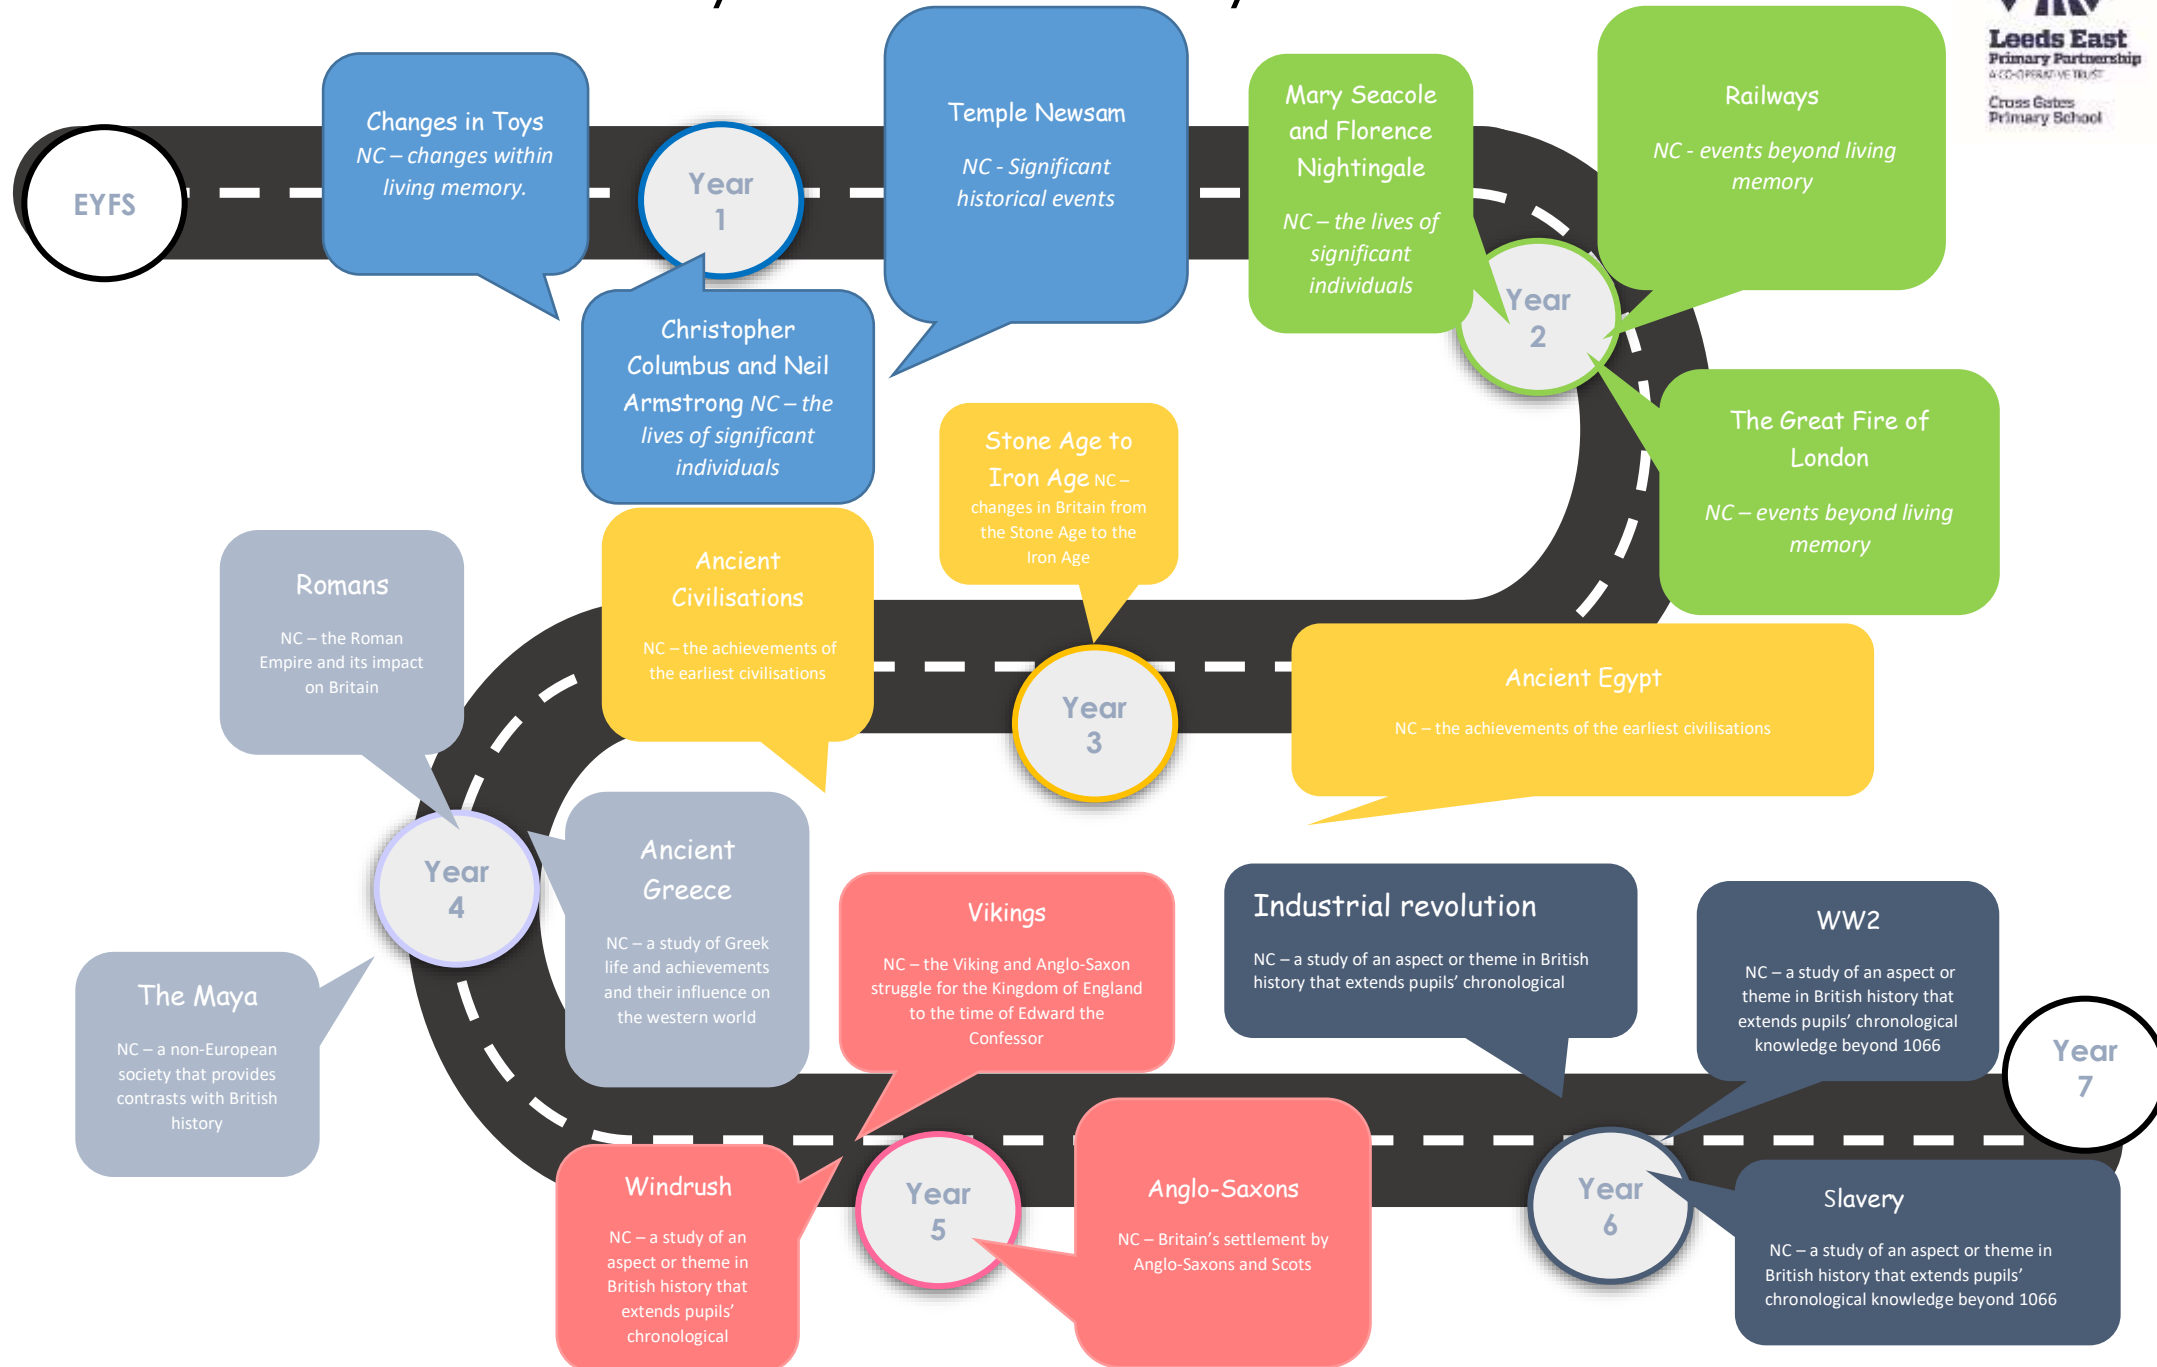 Leeds East
Primary Partnership
A CO-OPERATIVE TRUST
Cross Gates
Primary School
EYFS
Changes in Toys
NC – changes within
living memory.
Year
1
Christopher
Columbus and Neil
Armstrong NC – the
lives of significant
individuals
Temple Newsam
NC - Significant
historical events
Mary Seacole
and Florence
Nightingale
NC – the lives of
significant
individuals
Year
2
Railways
NC - events beyond living
memory
The Great Fire of
London
NC – events beyond living
memory
Stone Age to
Iron Age NC –
changes in Britain from
the Stone Age to the
Iron Age
Ancient Egypt
NC – the achievements of the earliest civilisations
Year
3
Ancient
Civilisations
NC – the achievements of
the earliest civilisations
Romans
NC – the Roman
Empire and its impact
on Britain
Year
4
Ancient
Greece
NC – a study of Greek
life and achievements
and their influence on
the western world
The Maya
NC – a non-European
society that provides
contrasts with British
history
Vikings
NC – the Viking and Anglo-Saxon
struggle for the Kingdom of England
to the time of Edward the
Confessor
Windrush
NC – a study of an
aspect or theme in
British history that
extends pupils’
chronological
Year
5
Anglo-Saxons
NC – Britain’s settlement by
Anglo-Saxons and Scots
Industrial revolution
NC – a study of an aspect or theme in British
history that extends pupils’ chronological
WW2
NC – a study of an aspect or
theme in British history that
extends pupils’ chronological
knowledge beyond 1066
Year
6
Slavery
NC – a study of an aspect or theme in
British history that extends pupils’
chronological knowledge beyond 1066
Year
7